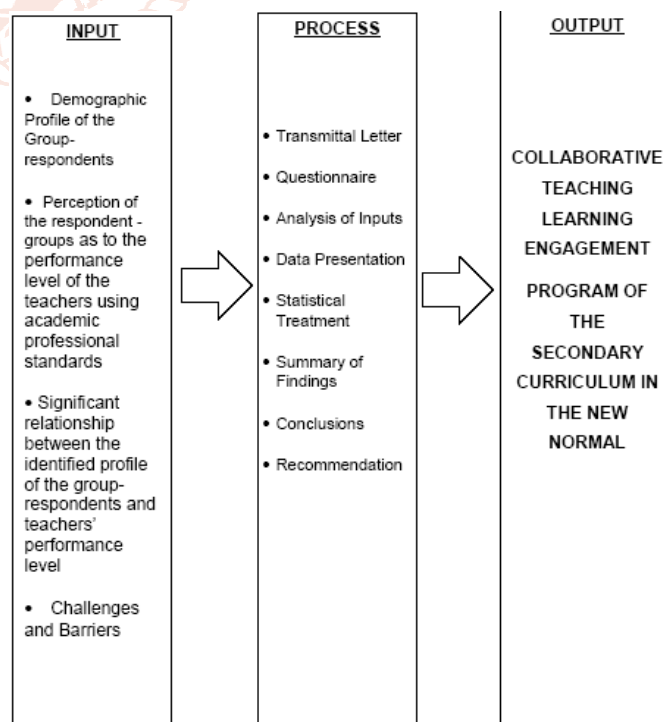 INPUT
• Demographic
Profile of the
Group-
respondents
• Perception of
the respondent -
groups as to the
performance
level of the
teachers using
academic
professional
standards
• Significant
relationship
between the
identified profile
of the group-
respondents and
teachers'
performance
level
• Challenges
and Barriers
PROCESS
• Transmittal Letter
• Questionnaire
• Analysis of Inputs
• Data Presentation
• Statistical
Treatment
• Summary of
Findings
• Conclusions
• Recommendation
OUTPUT
COLLABORATIVE
TEACHING
LEARNING
ENGAGEMENT
PROGRAM OF
THE
SECONDARY
CURRICULUM IN
THE NEW
NORMAL